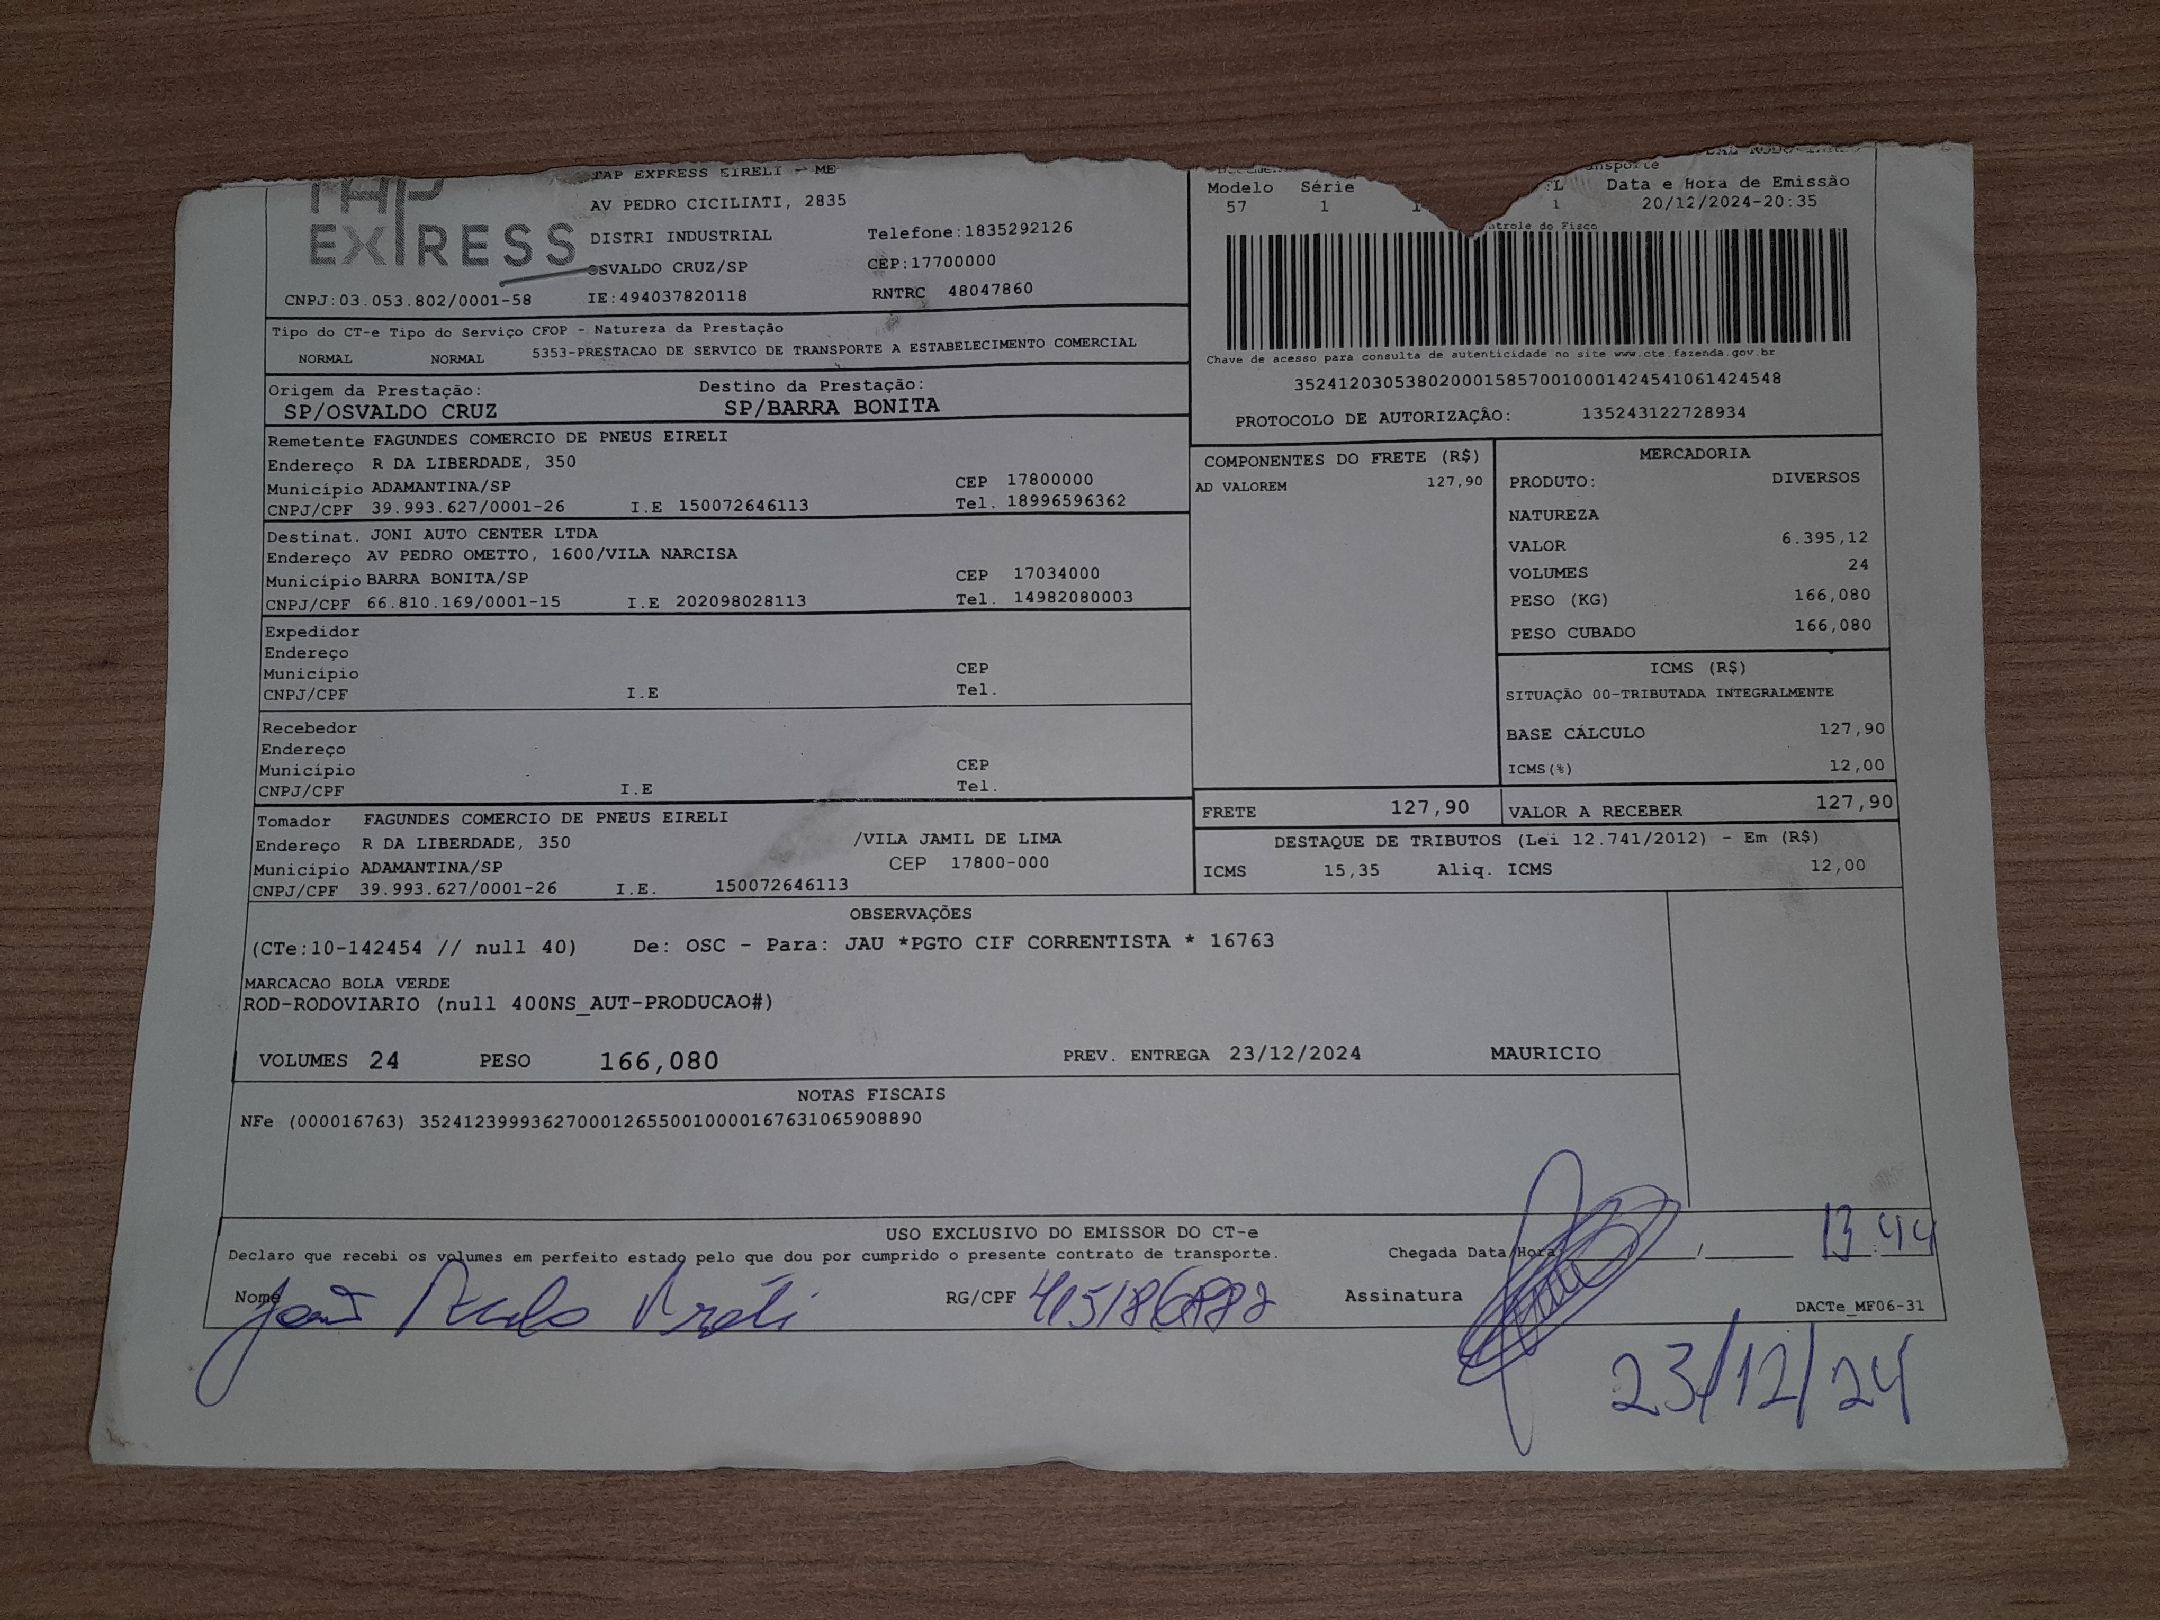 TAP EXPRESS
TAP EXPRESS EIRELI - ME
AV PEDRO CICILIATI, 2835
DISTRI INDUSTRIAL Telefone:1835292126
OSVALDO CRUZ/SP CEP:17700000
CNPJ:03.053.802/0001-58 IE:494037820118 RNTRC 48047860
Modelo Série FL Data e Hora de Emissão
57 1 1 1 20/12/2024-20:35
ntrole do Fisco
Chave de acesso para consulta de autenticidade no site www.cte.fazenda.gov.br
35241203053802000158570010001424541061424548
PROTOCOLO DE AUTORIZAÇÃO: 135243122728934
Tipo do CT-e Tipo do Serviço CFOP - Natureza da Prestação
NORMAL NORMAL 5353-PRESTACAO DE SERVICO DE TRANSPORTE A ESTABELECIMENTO COMERCIAL
Origem da Prestação: Destino da Prestação:
SP/OSVALDO CRUZ SP/BARRA BONITA
Remetente FAGUNDES COMERCIO DE PNEUS EIRELI
Endereço R DA LIBERDADE, 350
Município ADAMANTINA/SP CEP 17800000
CNPJ/CPF 39.993.627/0001-26 I.E 150072646113 Tel. 18996596362
Destinat. JONI AUTO CENTER LTDA
Endereço AV PEDRO OMETTO, 1600/VILA NARCISA
Município BARRA BONITA/SP CEP 17034000
CNPJ/CPF 66.810.169/0001-15 I.E 202098028113 Tel. 14982080003
Expedidor
Endereço
Município CEP
CNPJ/CPF I.E Tel.
Recebedor
Endereço
Município CEP
CNPJ/CPF I.E Tel.
Tomador FAGUNDES COMERCIO DE PNEUS EIRELI
Endereço R DA LIBERDADE, 350 /VILA JAMIL DE LIMA
Município ADAMANTINA/SP CEP 17800-000
CNPJ/CPF 39.993.627/0001-26 I.E. 150072646113
COMPONENTES DO FRETE (R$)
AD VALOREM 127,90
MERCADORIA
PRODUTO: DIVERSOS
NATUREZA
VALOR 6.395,12
VOLUMES 24
PESO (KG) 166,080
PESO CUBADO 166,080
ICMS (R$)
SITUAÇÃO 00-TRIBUTADA INTEGRALMENTE
BASE CÁLCULO 127,90
ICMS(%) 12,00
FRETE 127,90 VALOR A RECEBER 127,90
DESTAQUE DE TRIBUTOS (Lei 12.741/2012) - Em (R$)
ICMS 15,35 Aliq. ICMS 12,00
OBSERVAÇÕES
(CTe:10-142454 // null 40) De: OSC - Para: JAU *PGTO CIF CORRENTISTA * 16763
MARCACAO BOLA VERDE
ROD-RODOVIARIO (null 400NS_AUT-PRODUCAO#)
VOLUMES 24 PESO 166,080 PREV. ENTREGA 23/12/2024 MAURICIO
NOTAS FISCAIS
NFe (000016763) 35241239993627000126550010000167631065908890
USO EXCLUSIVO DO EMISSOR DO CT-e
Declaro que recebi os volumes em perfeito estado pelo que dou por cumprido o presente contrato de transporte. Chegada Data/Hora / 13:44
Nome João Paulo RG/CPF Assinatura
DACTe_MF06-31
23/12/24